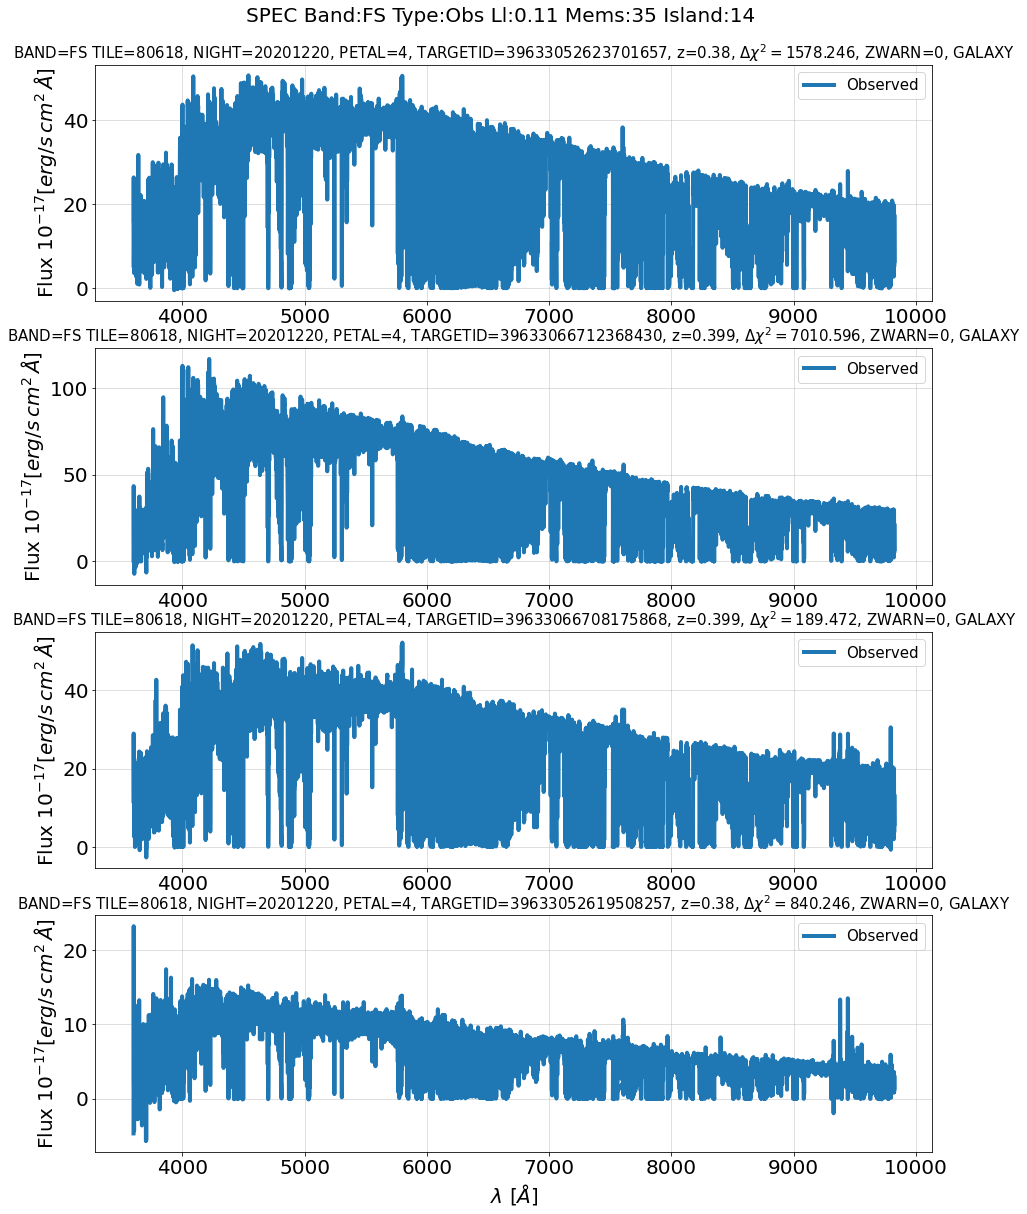 SPEC Band:FS Type:Obs Ll:0.11 Mems:35 Island:14
BAND=FS TILE=80618, NIGHT=20201220, PETAL=4, TARGETID=39633052623701657, z=0.38, Δχ² = 1578.246, ZWARN=0, GALAXY
Observed
Flux 10⁻¹⁷[erg/s cm² Å]
40
20
0
4000 5000 6000 7000 8000 9000 10000
BAND=FS TILE=80618, NIGHT=20201220, PETAL=4, TARGETID=39633066712368430, z=0.399, Δχ² = 7010.596, ZWARN=0, GALAXY
Observed
Flux 10⁻¹⁷[erg/s cm² Å]
100
50
0
4000 5000 6000 7000 8000 9000 10000
BAND=FS TILE=80618, NIGHT=20201220, PETAL=4, TARGETID=39633066708175868, z=0.399, Δχ² = 189.472, ZWARN=0, GALAXY
Observed
Flux 10⁻¹⁷[erg/s cm² Å]
40
20
0
4000 5000 6000 7000 8000 9000 10000
BAND=FS TILE=80618, NIGHT=20201220, PETAL=4, TARGETID=39633052619508257, z=0.38, Δχ² = 840.246, ZWARN=0, GALAXY
Observed
Flux 10⁻¹⁷[erg/s cm² Å]
20
10
0
4000 5000 6000 7000 8000 9000 10000
λ [Å]